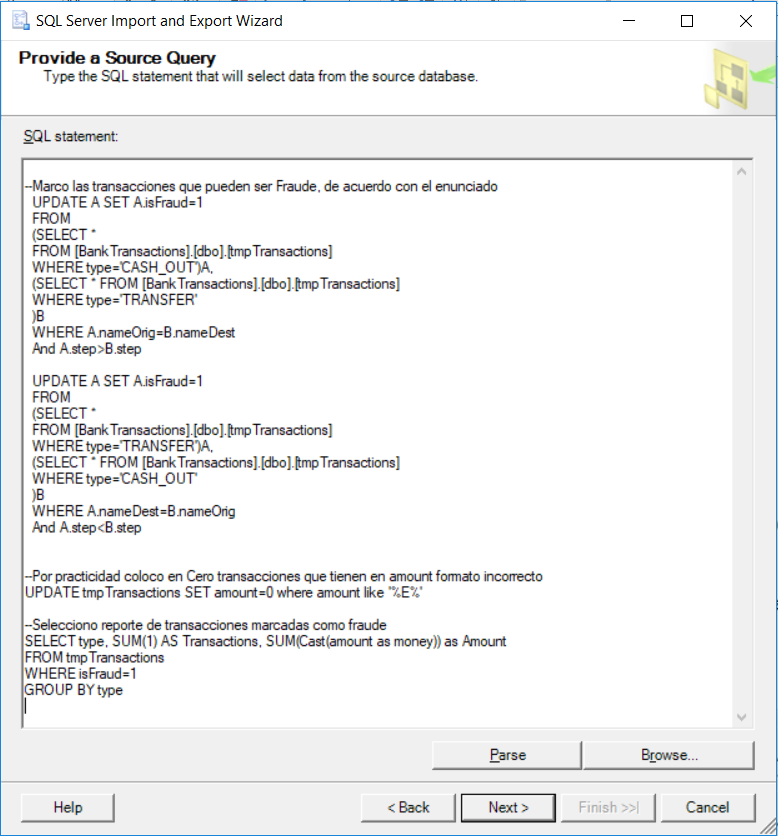 SQL Server Import and Export Wizard
Provide a Source Query
Type the SQL statement that will select data from the source database.
SQL statement:
--Marco las transacciones que pueden ser Fraude, de acuerdo con el enunciado
UPDATE A SET A.isFraud=1
FROM
(SELECT *
FROM [BankTransactions].[dbo].[tmpTransactions]
WHERE type='CASH_OUT')A,
(SELECT * FROM [BankTransactions].[dbo].[tmpTransactions]
WHERE type='TRANSFER'
)B
WHERE A.nameOrig=B.nameDest
And A.step>B.step
UPDATE A SET A.isFraud=1
FROM
(SELECT *
FROM [BankTransactions].[dbo].[tmpTransactions]
WHERE type='TRANSFER')A,
(SELECT * FROM [BankTransactions].[dbo].[tmpTransactions]
WHERE type='CASH_OUT'
)B
WHERE A.nameDest=B.nameOrig
And A.step<B.step
--Por practicidad coloco en Cero transacciones que tienen en amount formato incorrecto
UPDATE tmpTransactions SET amount=0 where amount like '%E%'
--Selecciono reporte de transacciones marcadas como fraude
SELECT type, SUM(1) AS Transactions, SUM(Cast(amount as money)) as Amount
FROM tmpTransactions
WHERE isFraud=1
GROUP BY type
Parse
Browse...
Help
< Back
Next >
Finish >>|
Cancel